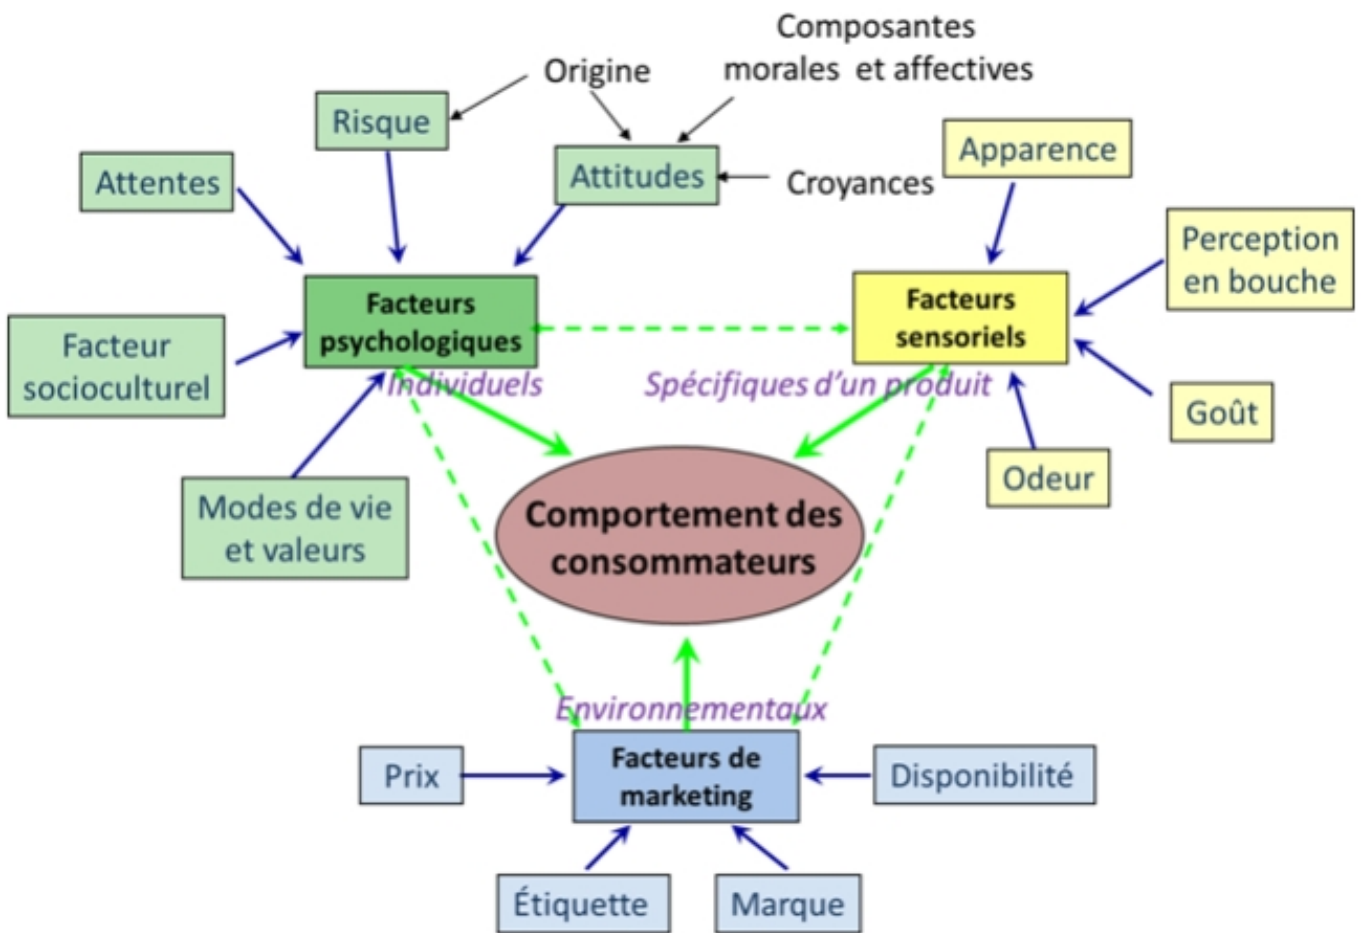 Composantes
morales et affectives
Origine
Risque
Apparence
Attentes
Attitudes
Croyances
Perception
en bouche
Facteurs
psychologiques
Facteurs
sensoriels
Facteur
socioculturel
Individuels
Spécifiques d’un produit
Goût
Odeur
Modes de vie
et valeurs
Comportement des
consommateurs
Environnementaux
Prix
Facteurs de
marketing
Disponibilité
Étiquette
Marque